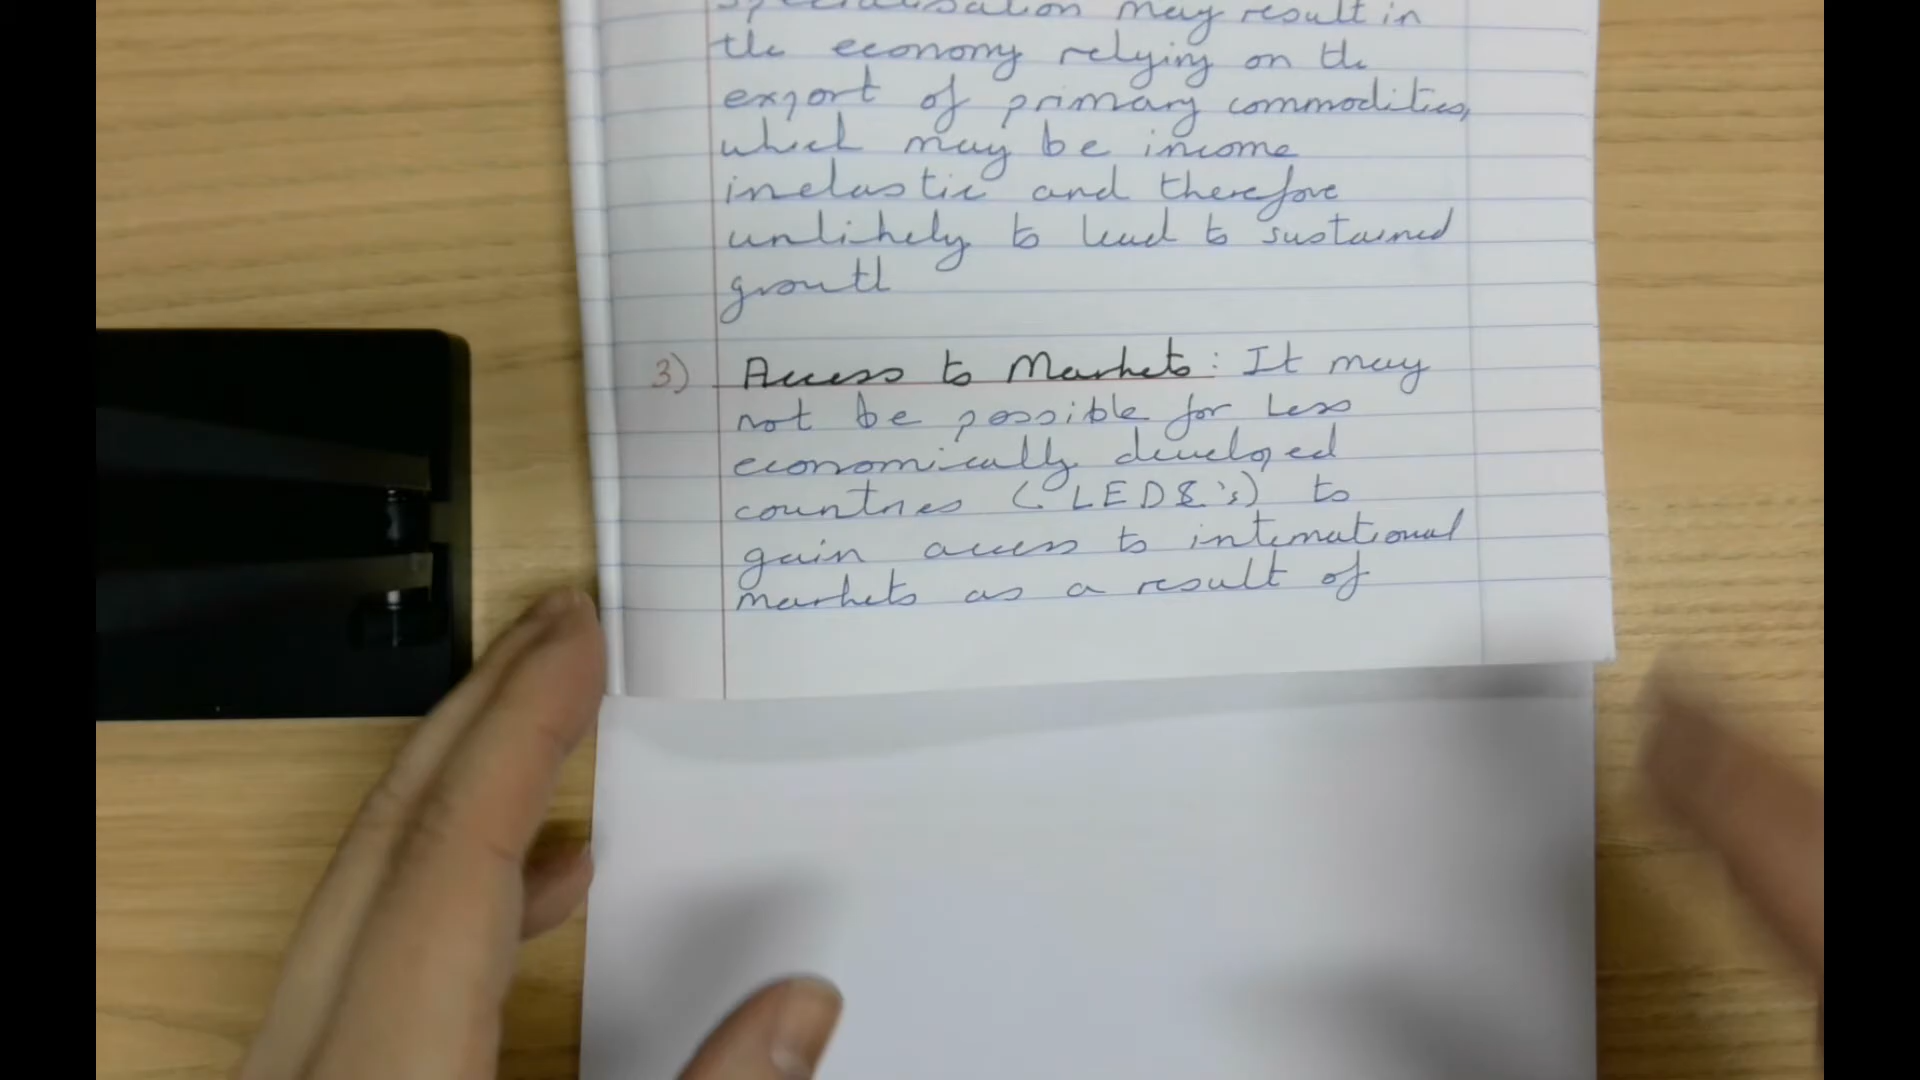 specialisation may result in
the economy relying on the
export of primary commodities,
which may be income
inelastic and therefore
unlikely to lead to sustained
growth
3) Access to Markets: It may
not be possible for Less
economically developed
countries (LEDC's) to
gain access to international
markets as a result of